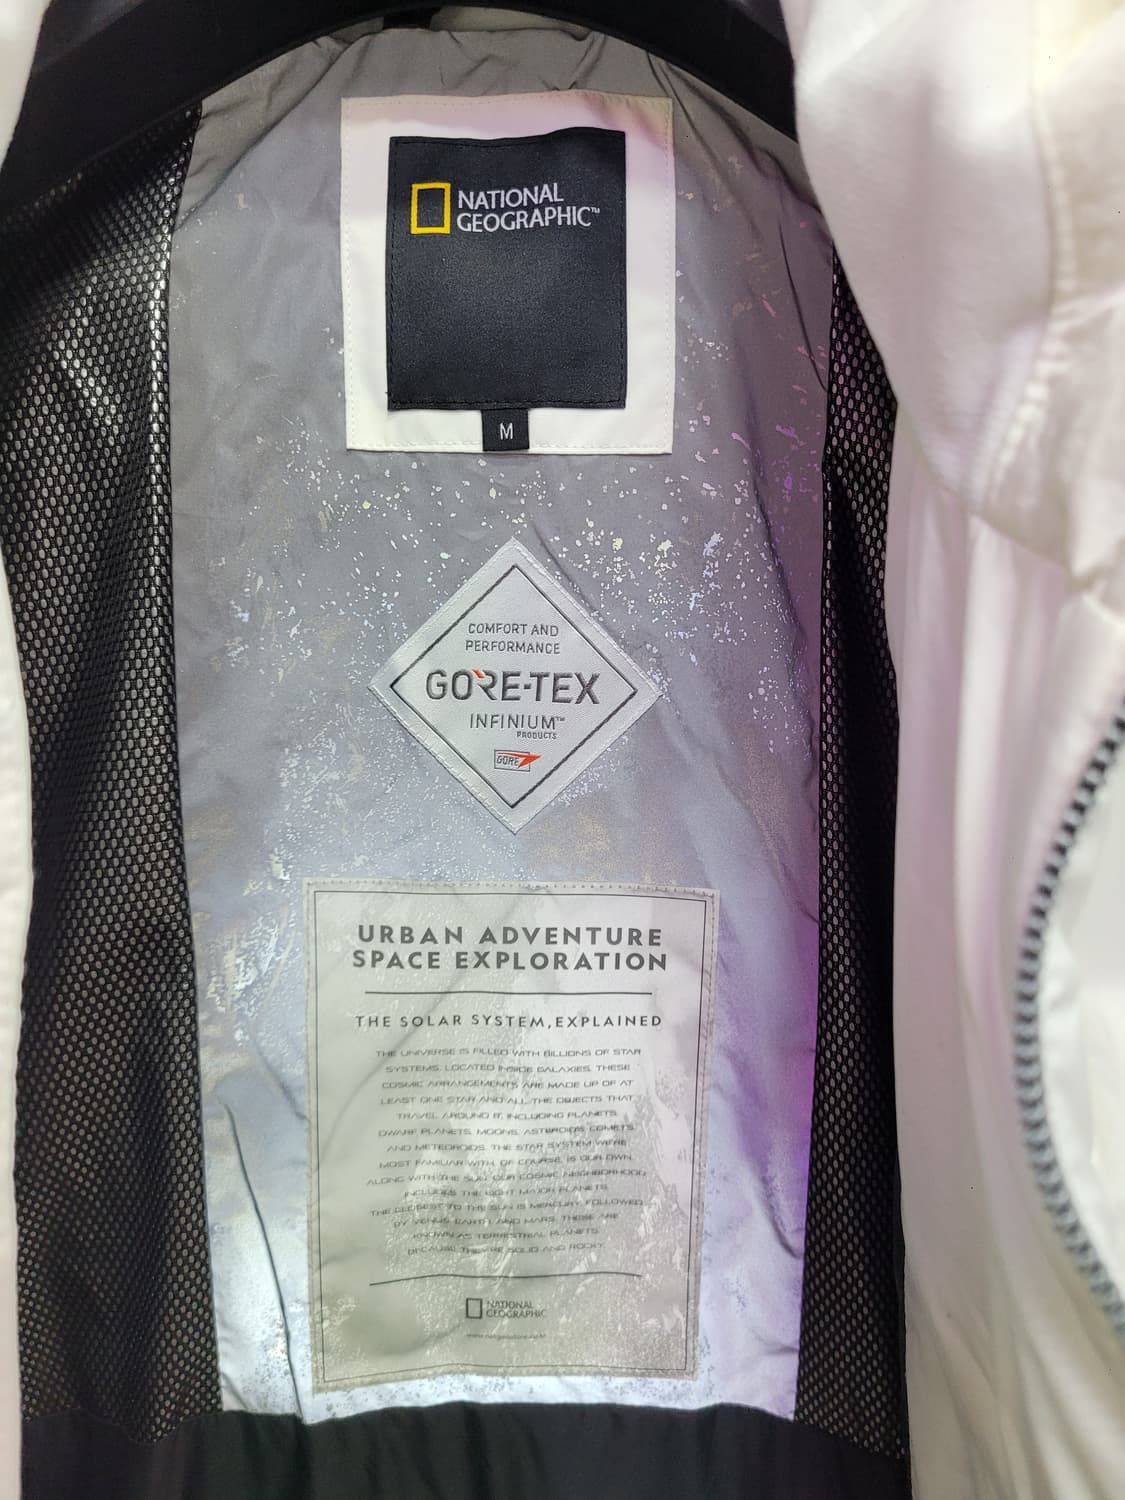 NATIONAL
GEOGRAPHIC™
M
COMFORT AND
PERFORMANCE
GORE-TEX
INFINIUM™
PRODUCTS
GORE
URBAN ADVENTURE
SPACE EXPLORATION
THE SOLAR SYSTEM, EXPLAINED
THE UNIVERSE IS FILLED WITH BILLIONS OF STAR
SYSTEMS. LOCATED INSIDE GALAXIES, THESE
COSMIC ARRANGEMENTS ARE MADE UP OF AT
LEAST ONE STAR AND ALL THE OBJECTS THAT
TRAVEL AROUND IT, INCLUDING PLANETS,
DWARF PLANETS, MOONS, ASTEROIDS, COMETS,
AND METEOROIDS. THE STAR SYSTEM WE'RE
MOST FAMILIAR WITH, OF COURSE, IS OUR OWN.
ALONG WITH THE SUN, OUR COSMIC NEIGHBORHOOD
INCLUDES THE EIGHT MAJOR PLANETS.
THE CLOSEST TO THE SUN IS MERCURY, FOLLOWED
BY VENUS, EARTH, AND MARS. THESE ARE
KNOWN AS TERRESTRIAL PLANETS,
BECAUSE THEY'RE SOLID AND ROCKY.
NATIONAL
GEOGRAPHIC